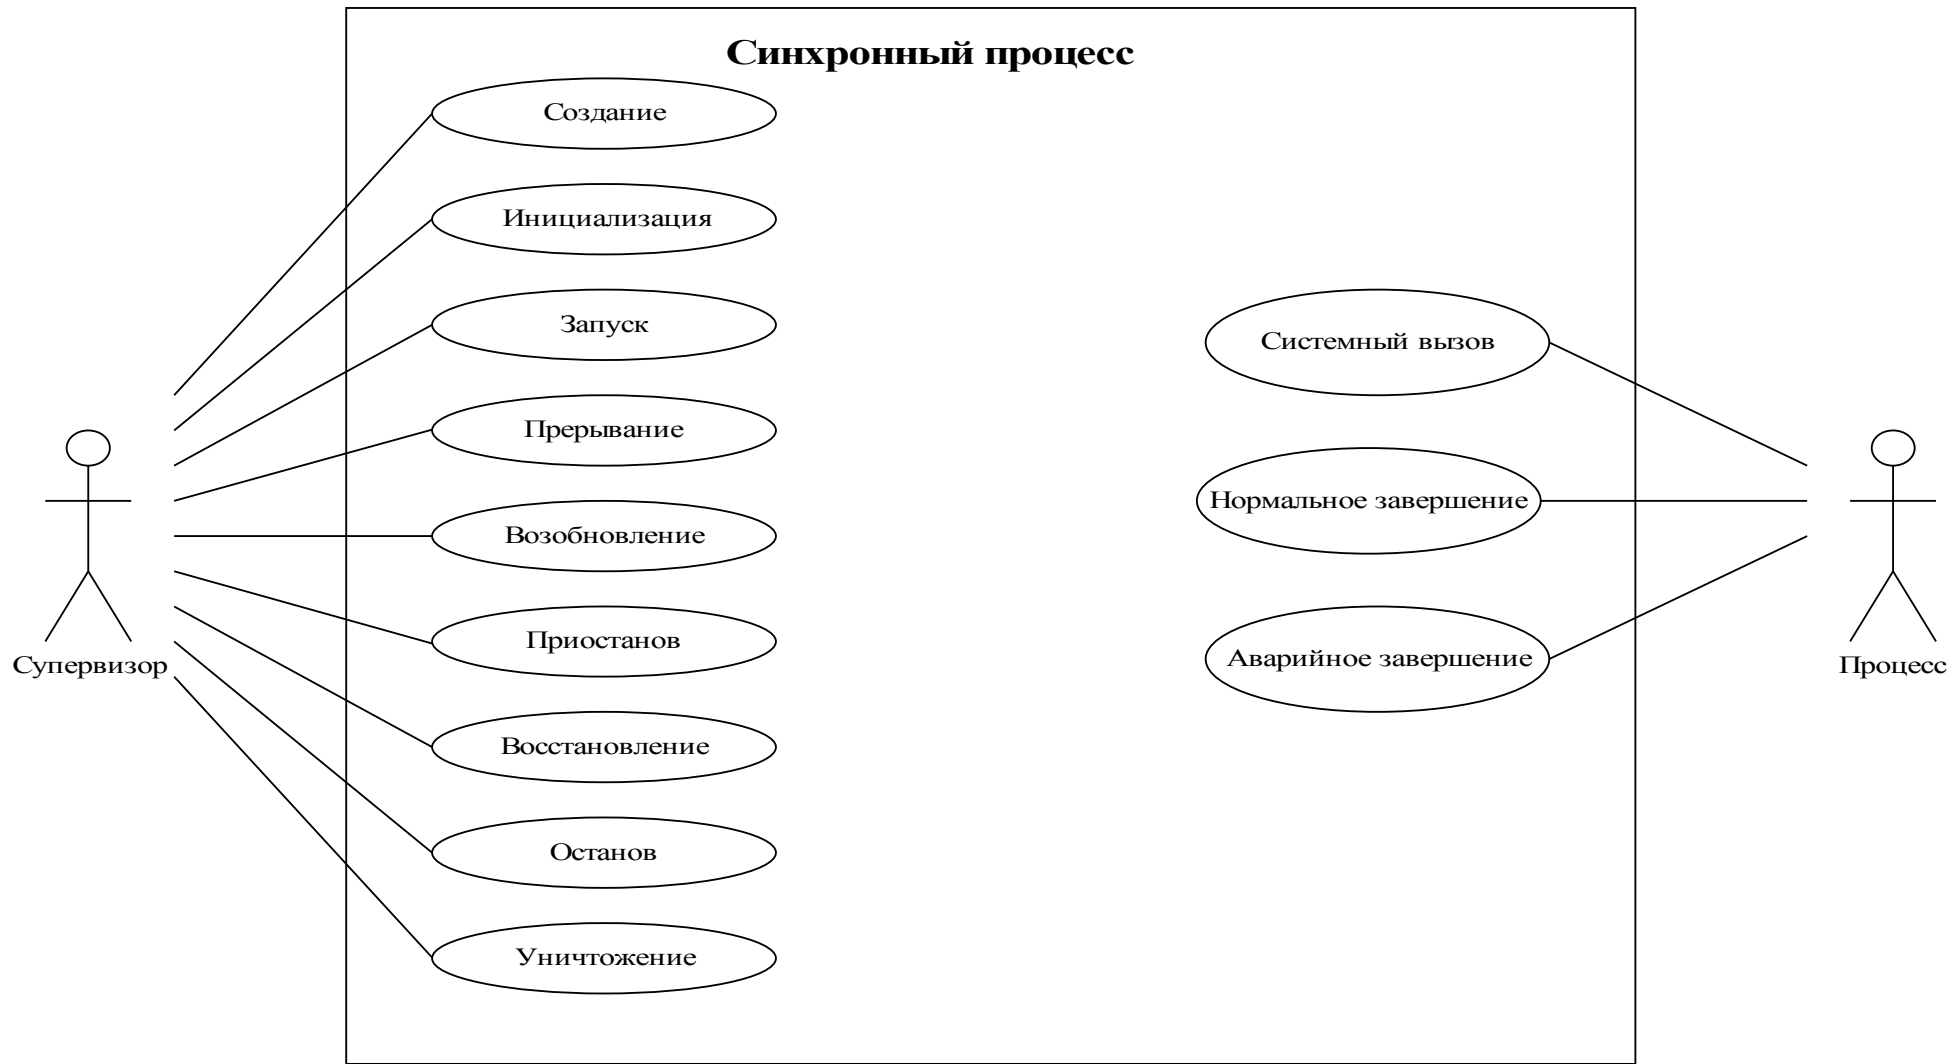 Синхронный процесс
Создание
Инициализация
Запуск
Прерывание
Возобновление
Приостанов
Восстановление
Останов
Уничтожение
Супервизор
Системный вызов
Нормальное завершение
Аварийное завершение
Процесс